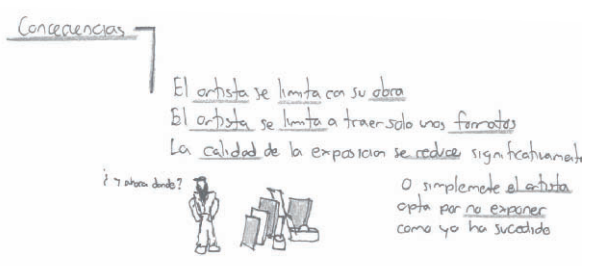 Concecuencias
El artista se limita con su obra
El artista se limita a traer solo unos formatos
La calidad de la exposicion se reduce significativamente
¿Y ahora donde?
O simplemete el artista
opta por no exponer
como ya ha sucedido